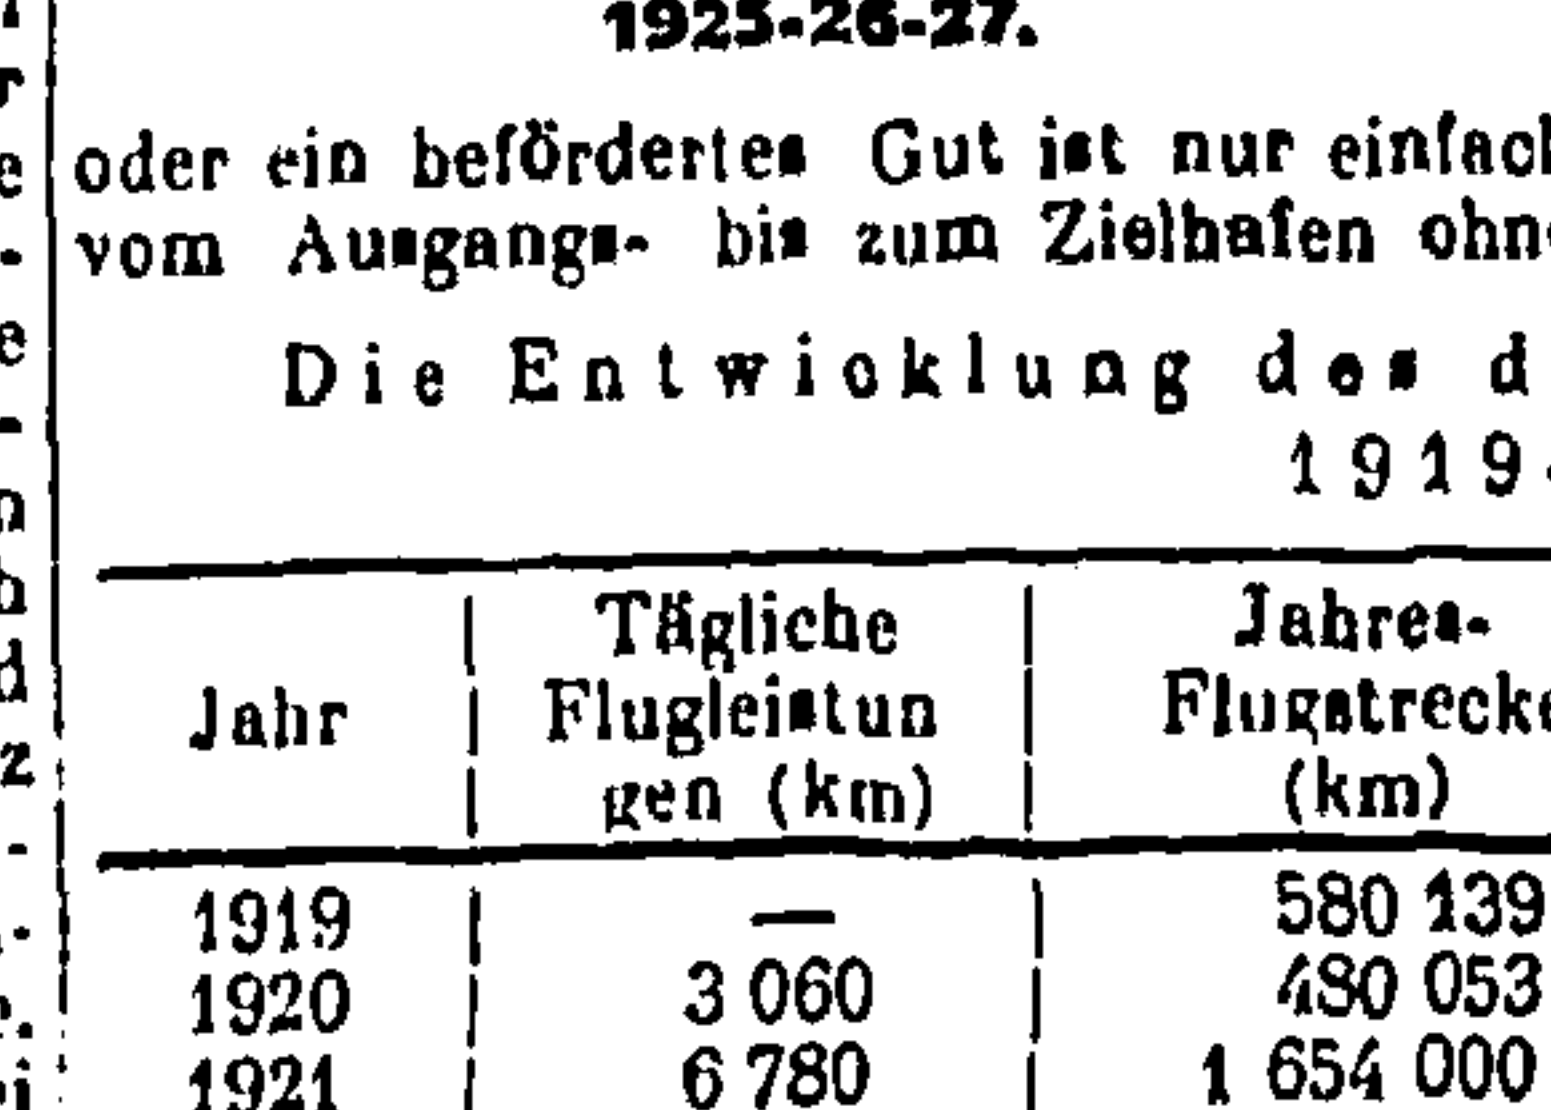 1925-26-27.
oder ein befördertes Gut ist nur einfach
vom Ausgangs- bis zum Zielhafen ohne
Die Entwicklung des d
1919-
Jahr
Tägliche
Flugleistun
gen (km)
Jahres-
Flugstrecke
(km)
1919 — 580 139
1920 3 060 480 053
1921 6 780 1 654 000